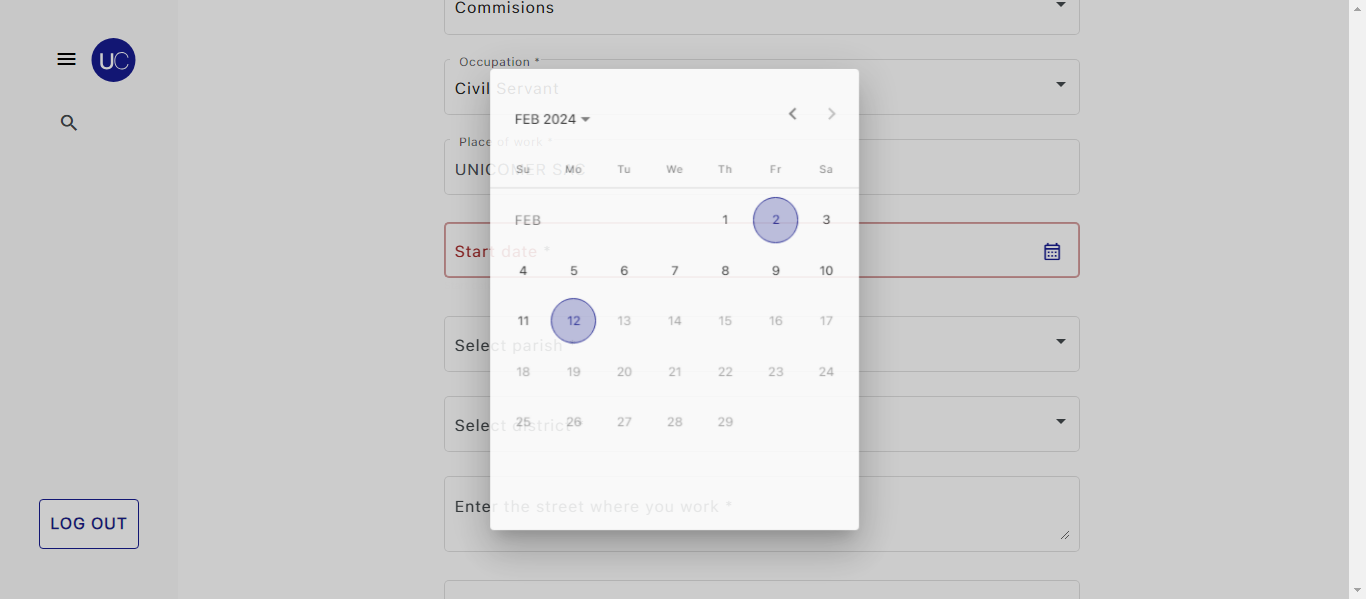 Commisions
UC
Occupation *
Civil Servant
FEB 2024
Place of work *
UNICOMER SAC
Su Mo Tu We Th Fr Sa
FEB 1 2 3
Start date *
4 5 6 7 8 9 10
11 12 13 14 15 16 17
Select parish
18 19 20 21 22 23 24
Select district
25 26 27 28 29
Enter the street where you work *
LOG OUT